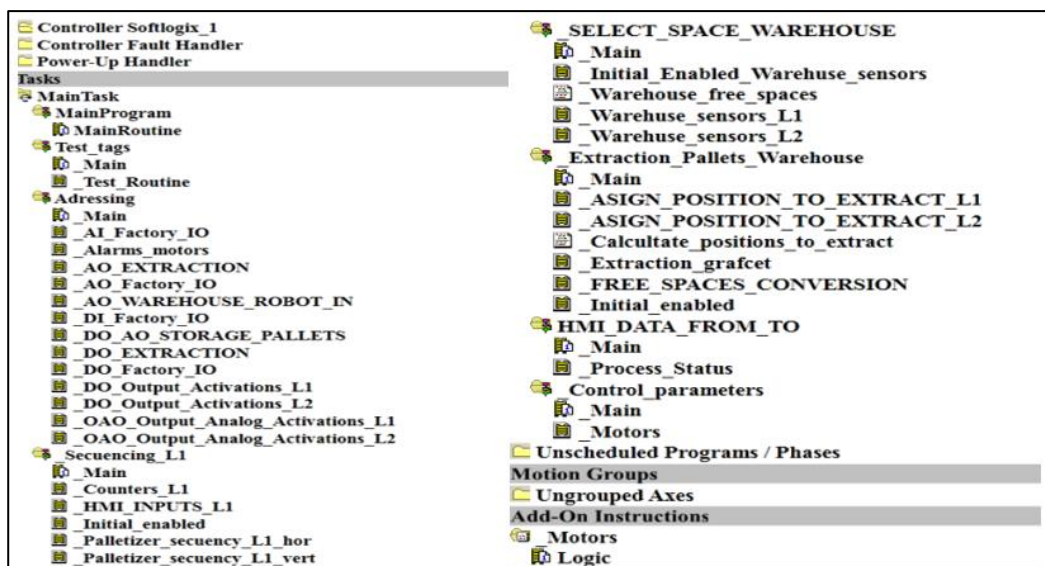 Controller Softlogix_1
Controller Fault Handler
Power-Up Handler
Tasks
MainTask
MainProgram
MainRoutine
Test_tags
_Main
_Test_Routine
Adressing
_Main
_AI_Factory_IO
_Alarms_motors
_AO_EXTRACTION
_AO_Factory_IO
_AO_WAREHOUSE_ROBOT_IN
_DI_Factory_IO
_DO_AO_STORAGE_PALLETS
_DO_EXTRACTION
_DO_Factory_IO
_DO_Output_Activations_L1
_DO_Output_Activations_L2
_OAO_Output_Analog_Activations_L1
_OAO_Output_Analog_Activations_L2
_Secuencing_L1
_Main
_Counters_L1
_HMI_INPUTS_L1
_Initial_enabled
_Palletizer_secuency_L1_hor
_Palletizer_secuency_L1_vert
_SELECT_SPACE_WAREHOUSE
_Main
_Initial_Enabled_Warehuse_sensors
_Warehouse_free_spaces
_Warehuse_sensors_L1
_Warehuse_sensors_L2
_Extraction_Pallets_Warehouse
_Main
_ASIGN_POSITION_TO_EXTRACT_L1
_ASIGN_POSITION_TO_EXTRACT_L2
_Calcultate_positions_to_extract
_Extraction_grafcet
_FREE_SPACES_CONVERSION
_Initial_enabled
HMI_DATA_FROM_TO
_Main
_Process_Status
_Control_parameters
_Main
_Motors
Unscheduled Programs / Phases
Motion Groups
Ungrouped Axes
Add-On Instructions
_Motors
Logic